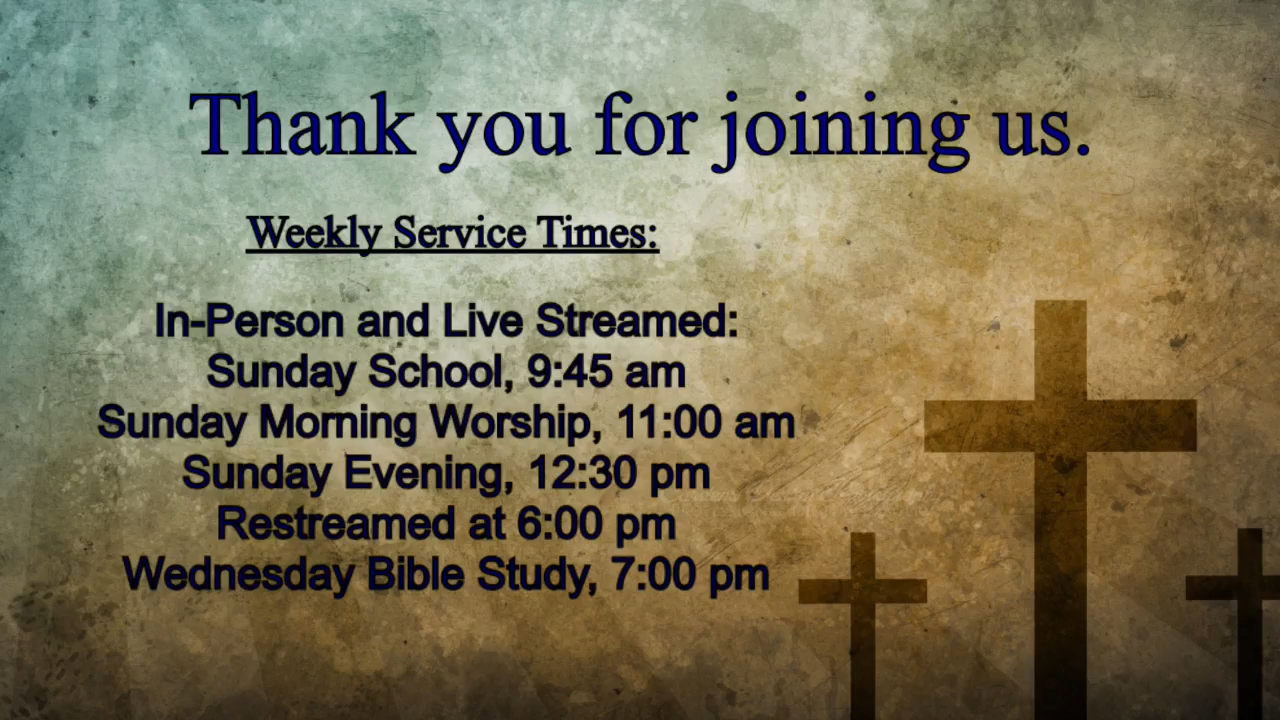 Thank you for joining us.
Weekly Service Times:
In-Person and Live Streamed:
Sunday School, 9:45 am
Sunday Morning Worship, 11:00 am
Sunday Evening, 12:30 pm
Restreamed at 6:00 pm
Wednesday Bible Study, 7:00 pm